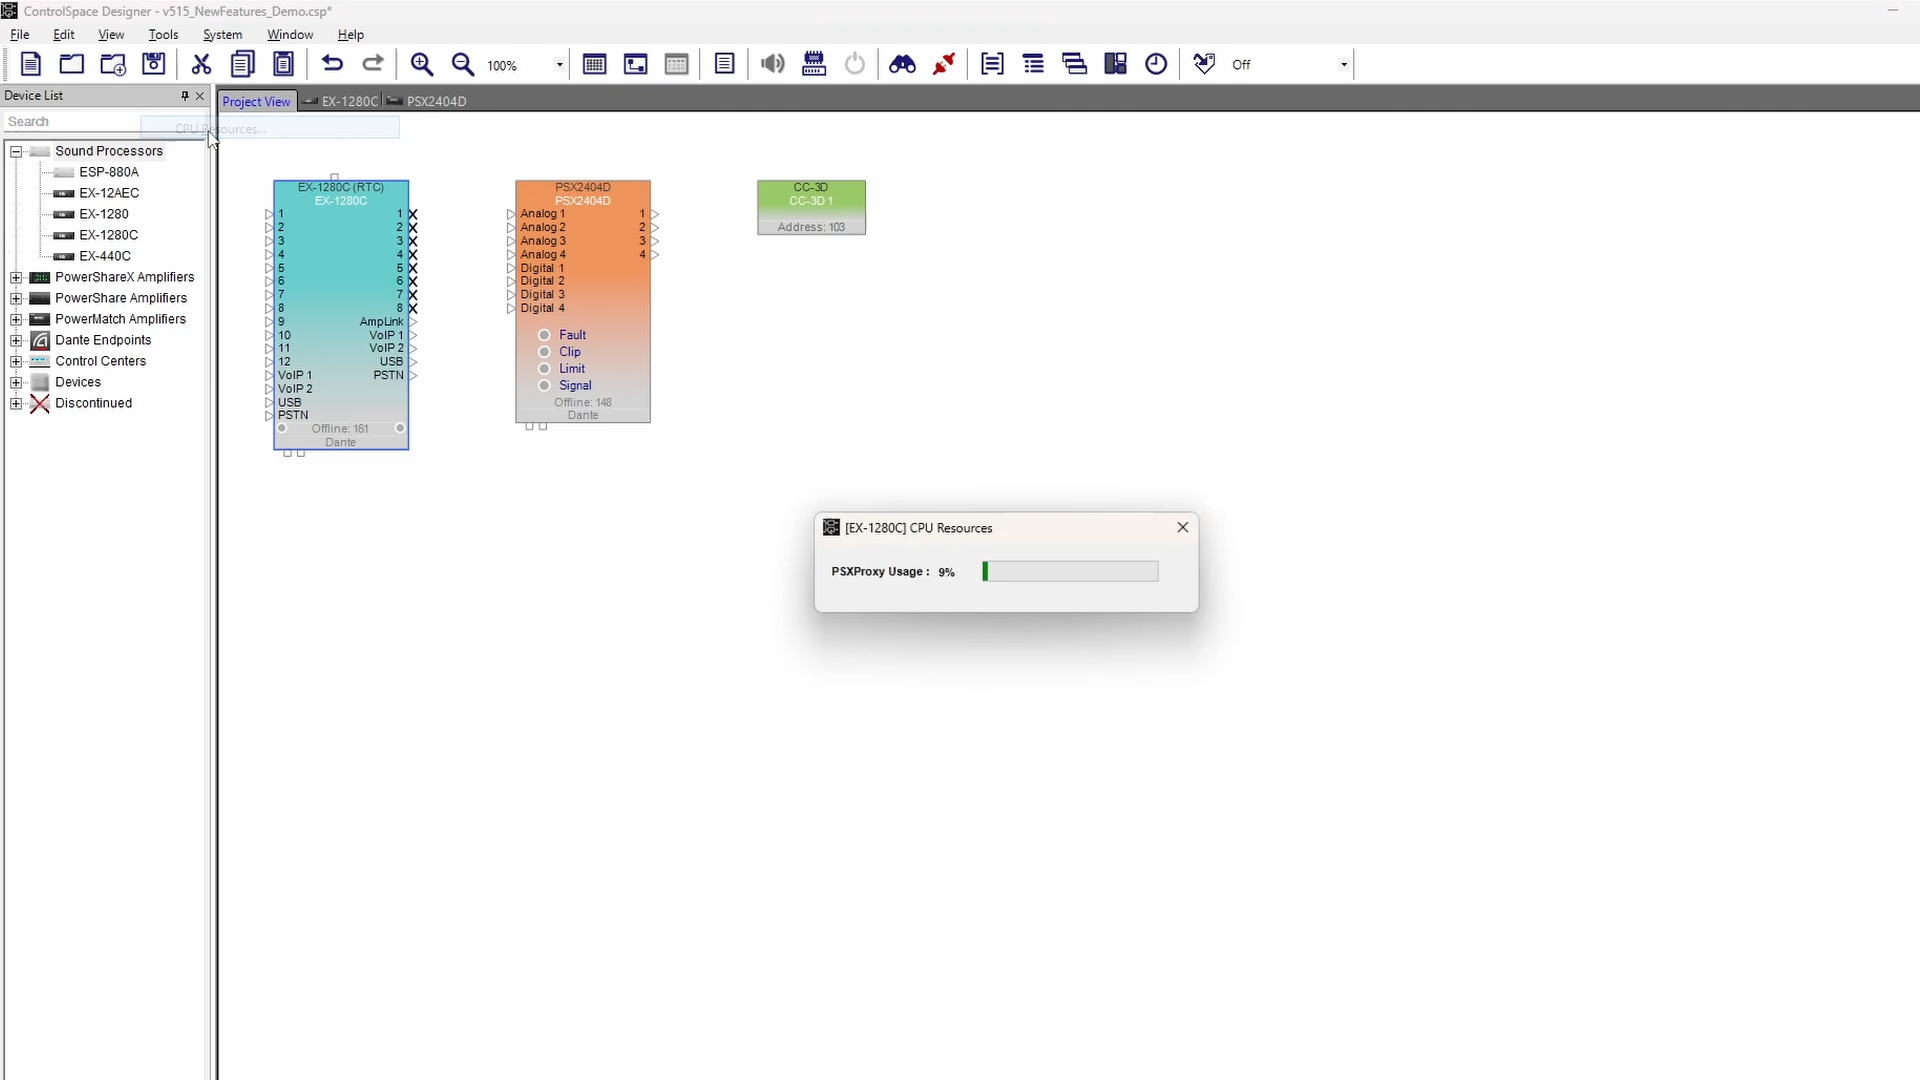 ControlSpace Designer - v515_NewFeatures_Demo.csp*
File Edit View Tools System Window Help
100%
Off
Device List
Project View
EX-1280C
PSX2404D
Search
CPU Resources...
Sound Processors
ESP-880A
EX-12AEC
EX-1280
EX-1280C
EX-440C
PowerShareX Amplifiers
PowerShare Amplifiers
PowerMatch Amplifiers
Dante Endpoints
Control Centers
Devices
Discontinued
EX-1280C (RTC)
EX-1280C
1 1 X
2 2 X
3 3 X
4 4 X
5 5 X
6 6 X
7 7 X
8 8 X
9 AmpLink
10 VoIP 1
11 VoIP 2
12 USB
VoIP 1 PSTN
VoIP 2
USB
PSTN
Offline: 161
Dante
PSX2404D
PSX2404D
Analog 1 1
Analog 2 2
Analog 3 3
Analog 4 4
Digital 1
Digital 2
Digital 3
Digital 4
Fault
Clip
Limit
Signal
Offline: 148
Dante
CC-3D
CC-3D 1
Address: 103
[EX-1280C] CPU Resources
PSXProxy Usage : 9%